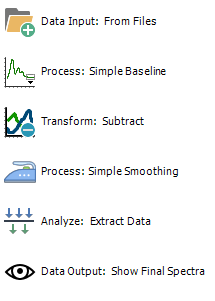 Data Input: From Files
Process: Simple Baseline
Transform: Subtract
Process: Simple Smoothing
Analyze: Extract Data
Data Output: Show Final Spectra